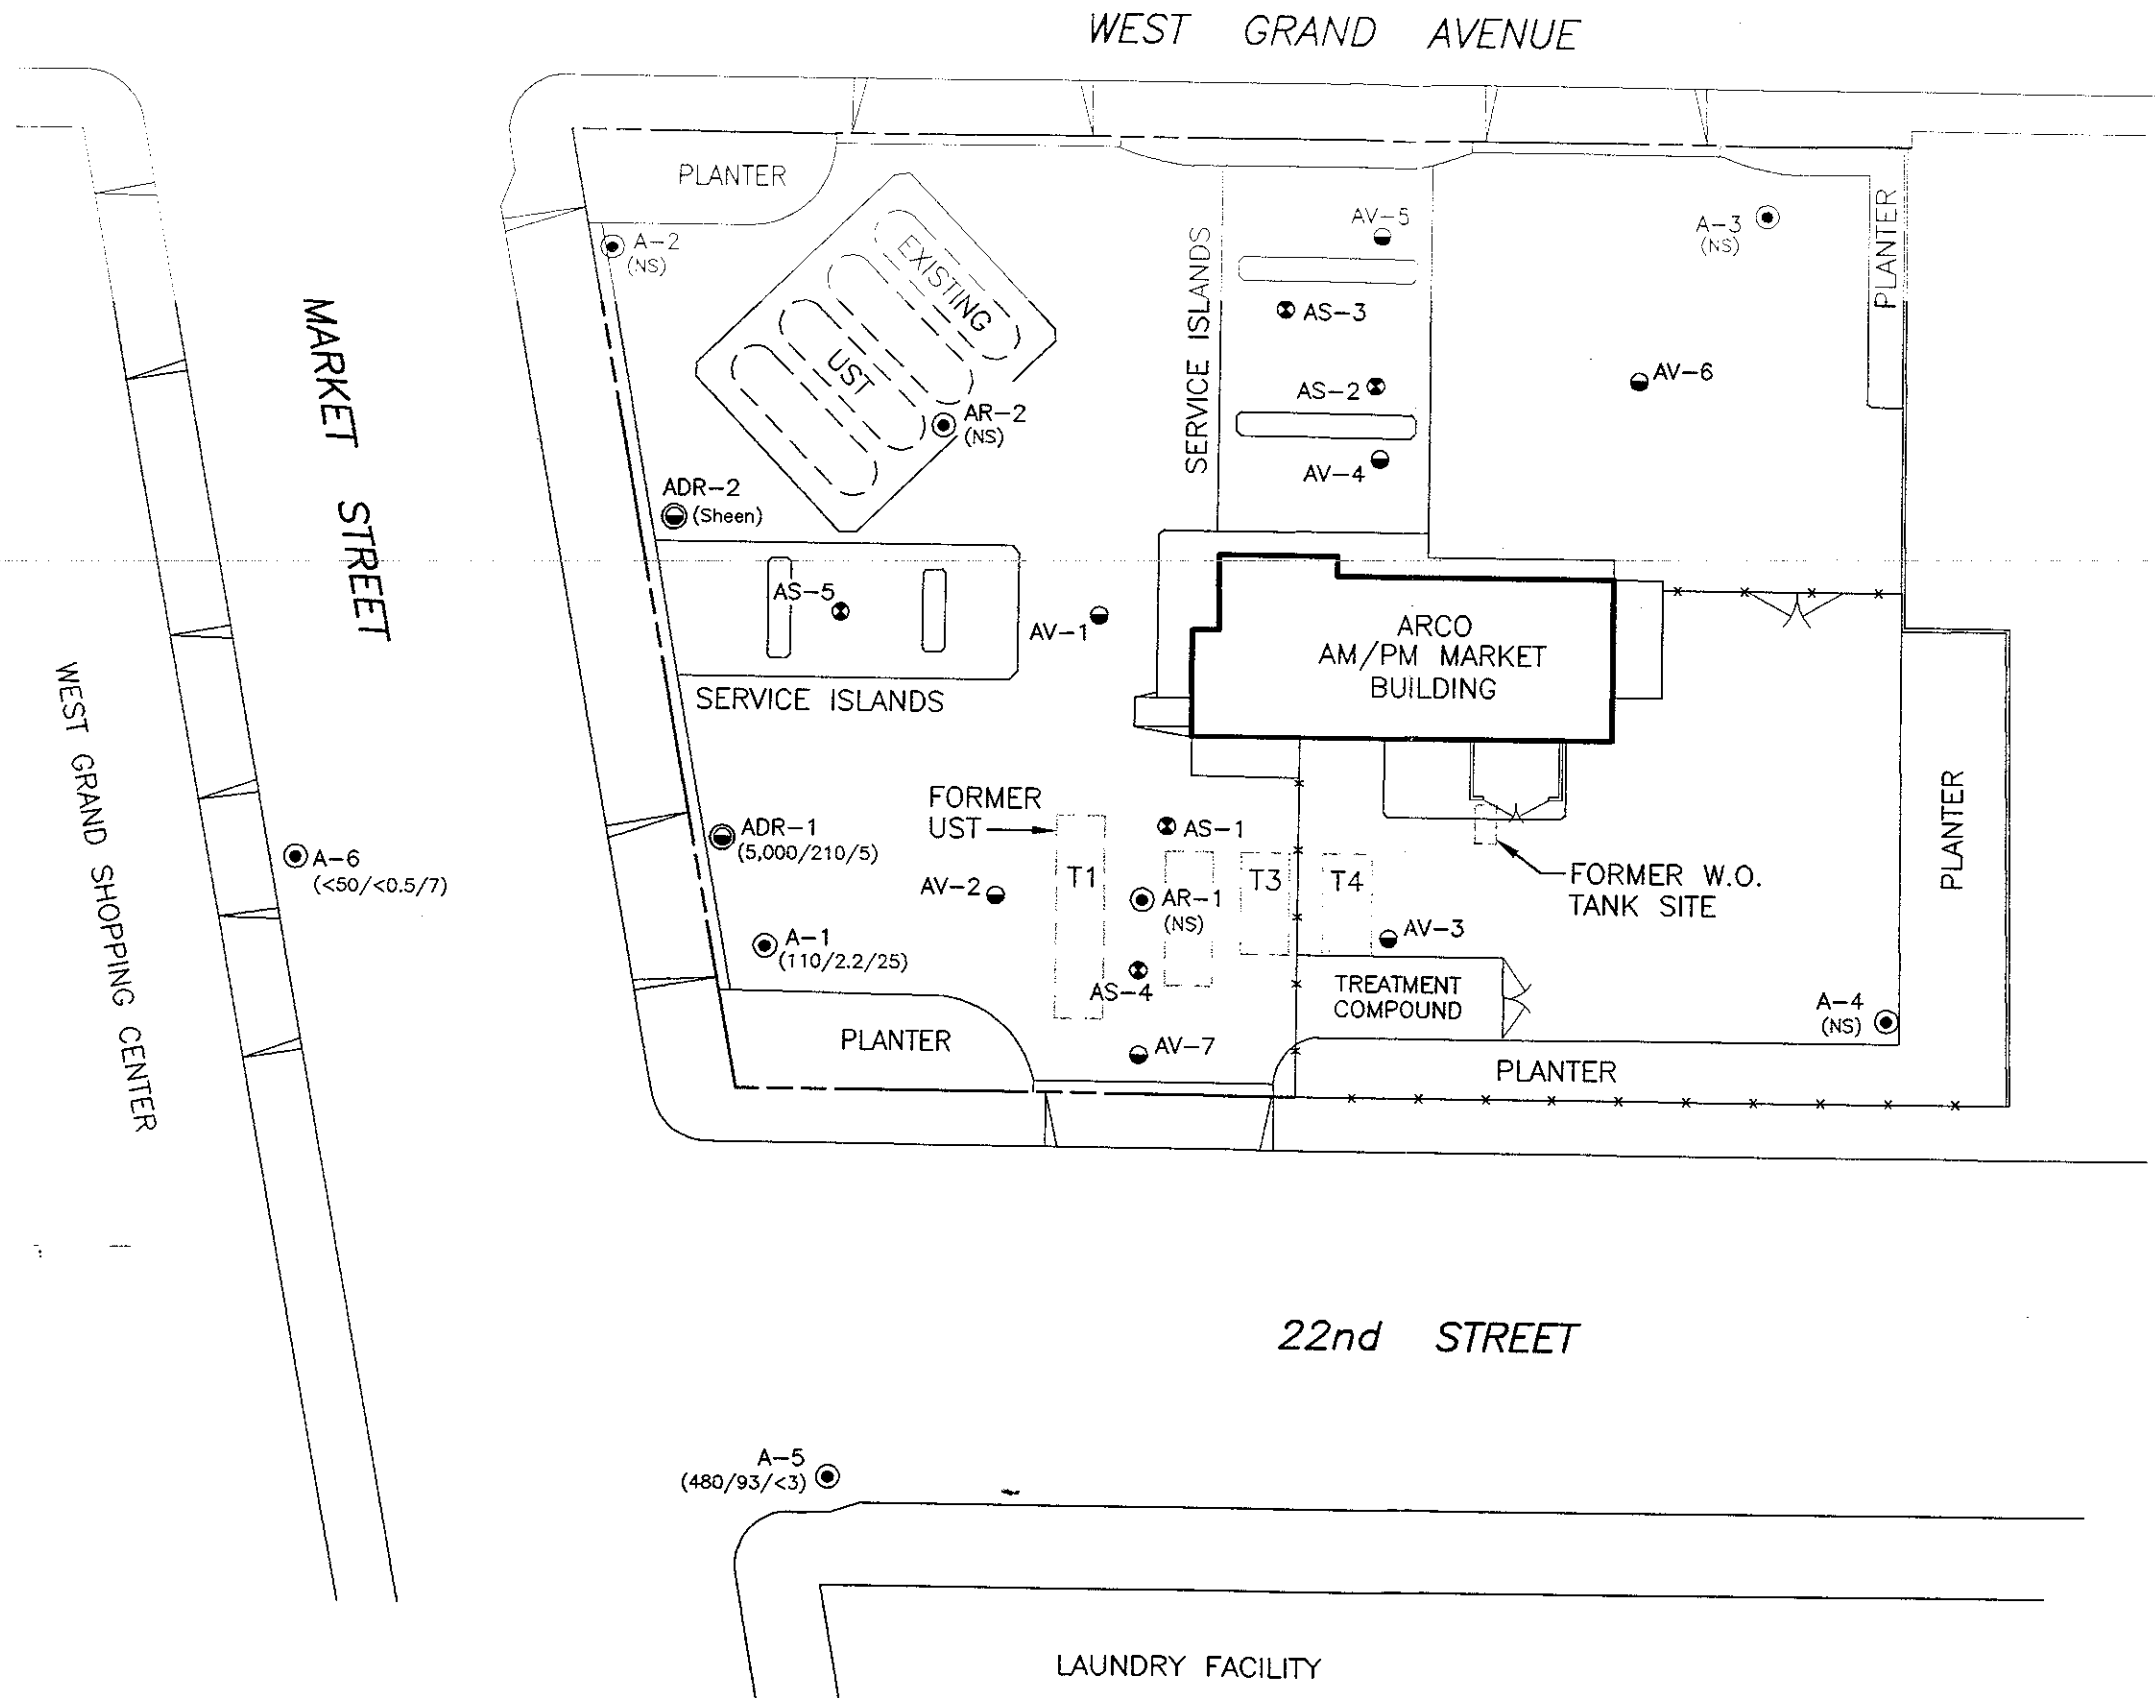 WEST GRAND AVENUE
PLANTER
A-2
(NS)
EXISTING
UST
AR-2
(NS)
SERVICE ISLANDS
AV-5
AS-3
AS-2
AV-4
A-3
(NS)
PLANTER
AV-6
MARKET STREET
ADR-2
(Sheen)
AS-5
SERVICE ISLANDS
AV-1
ARCO
AM/PM MARKET
BUILDING
WEST GRAND SHOPPING CENTER
A-6
(<50/<0.5/7)
ADR-1
(5,000/210/5)
A-1
(110/2.2/25)
FORMER
UST
AV-2
T1
AS-1
AR-1
(NS)
T3
T4
AS-4
AV-3
FORMER W.O.
TANK SITE
TREATMENT
COMPOUND
A-4
(NS)
PLANTER
PLANTER
AV-7
PLANTER
22nd STREET
A-5
(480/93/<3)
LAUNDRY FACILITY